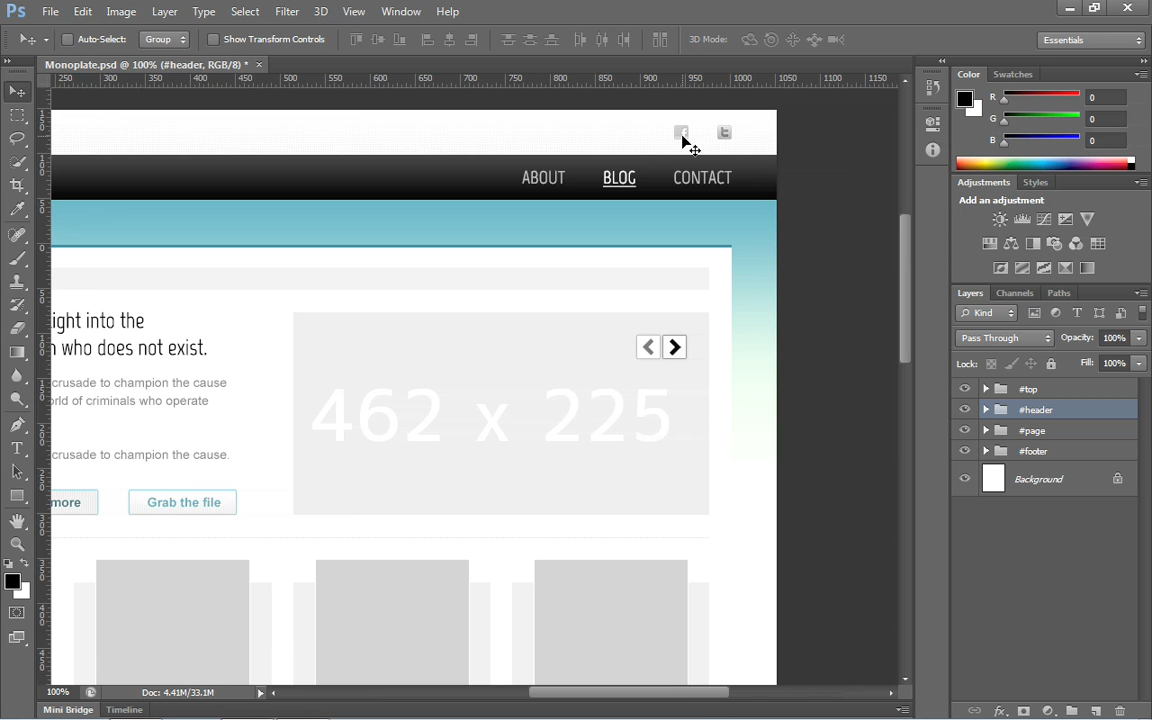 Ps File Edit Image Layer Type Select Filter 3D View Window Help
Auto-Select: Group Show Transform Controls 3D Mode: Essentials
Monoplate.psd @ 100% (#header, RGB/8) * ×
250 300 350 400 450 500 550 600 650 700 750 800 850 900 950 1000 1050 1100 1150
ABOUT BLOG CONTACT
ight into the
who does not exist.
crusade to champion the cause
orld of criminals who operate
crusade to champion the cause.
more Grab the file
462 x 225
Color Swatches
R 0
G 0
B 0
Adjustments Styles
Add an adjustment
Layers Channels Paths
Kind
Pass Through Opacity: 100%
Lock: Fill: 100%
#top
#header
#page
#footer
Background
100% Doc: 4.41M/33.1M
Mini Bridge Timeline